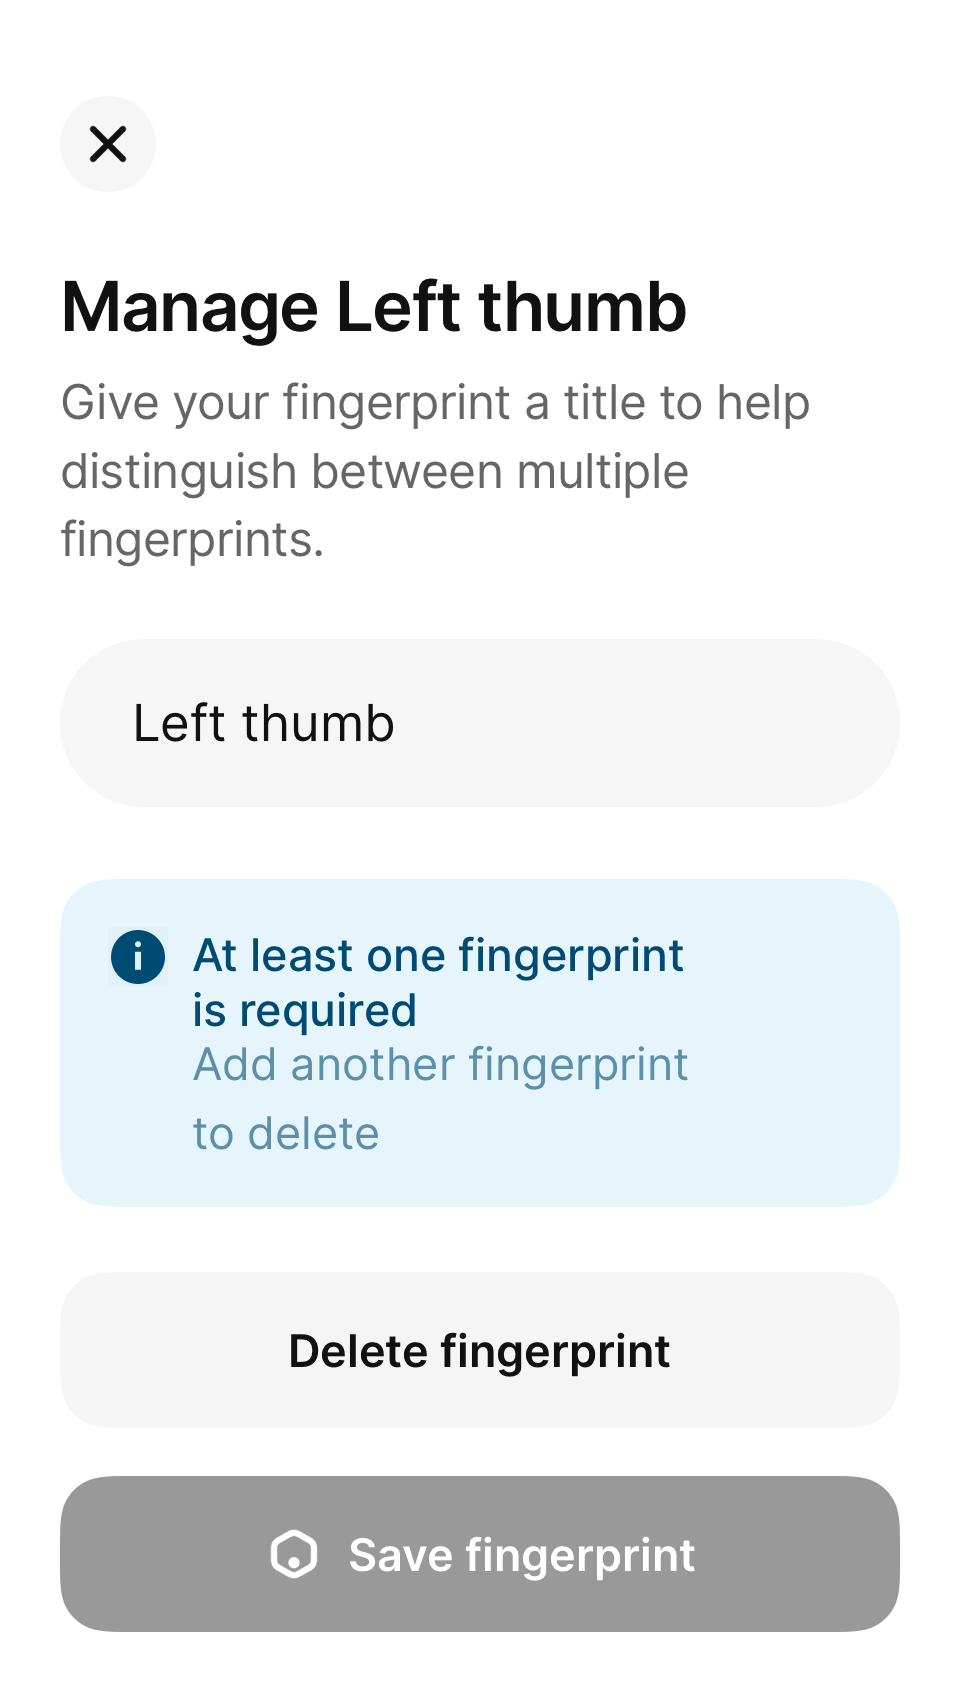 Manage Left thumb
Give your fingerprint a title to help
distinguish between multiple
fingerprints.
Left thumb
At least one fingerprint
is required
Add another fingerprint
to delete
Delete fingerprint
Save fingerprint